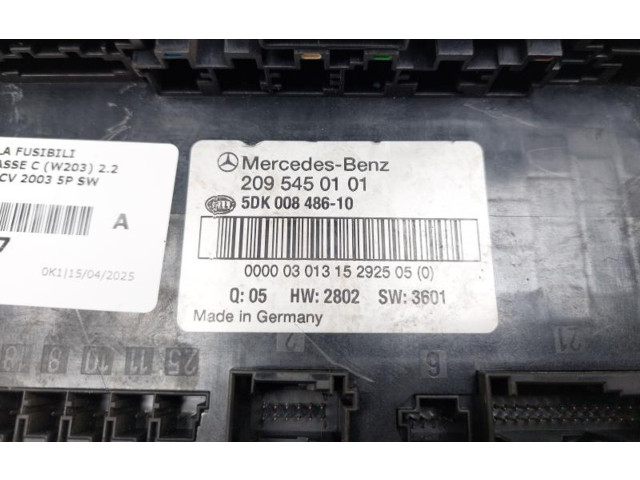 LA FUSIBILI
ASSE C (W203) 2.2
CV 2003 5P SW
A
7
0K1|15/04/2025
Mercedes-Benz
209 545 01 01
HELLA 5DK 008 486-10
0000 03 013 15 2925 05 (0)
Q: 05 HW: 2802 SW: 3601
Made in Germany
8 9 10 11 25 2 6 21